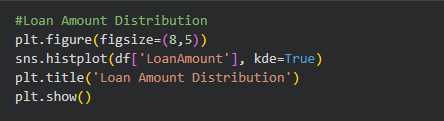 #Loan Amount Distribution
plt.figure(figsize=(8,5))
sns.histplot(df['LoanAmount'], kde=True)
plt.title('Loan Amount Distribution')
plt.show()